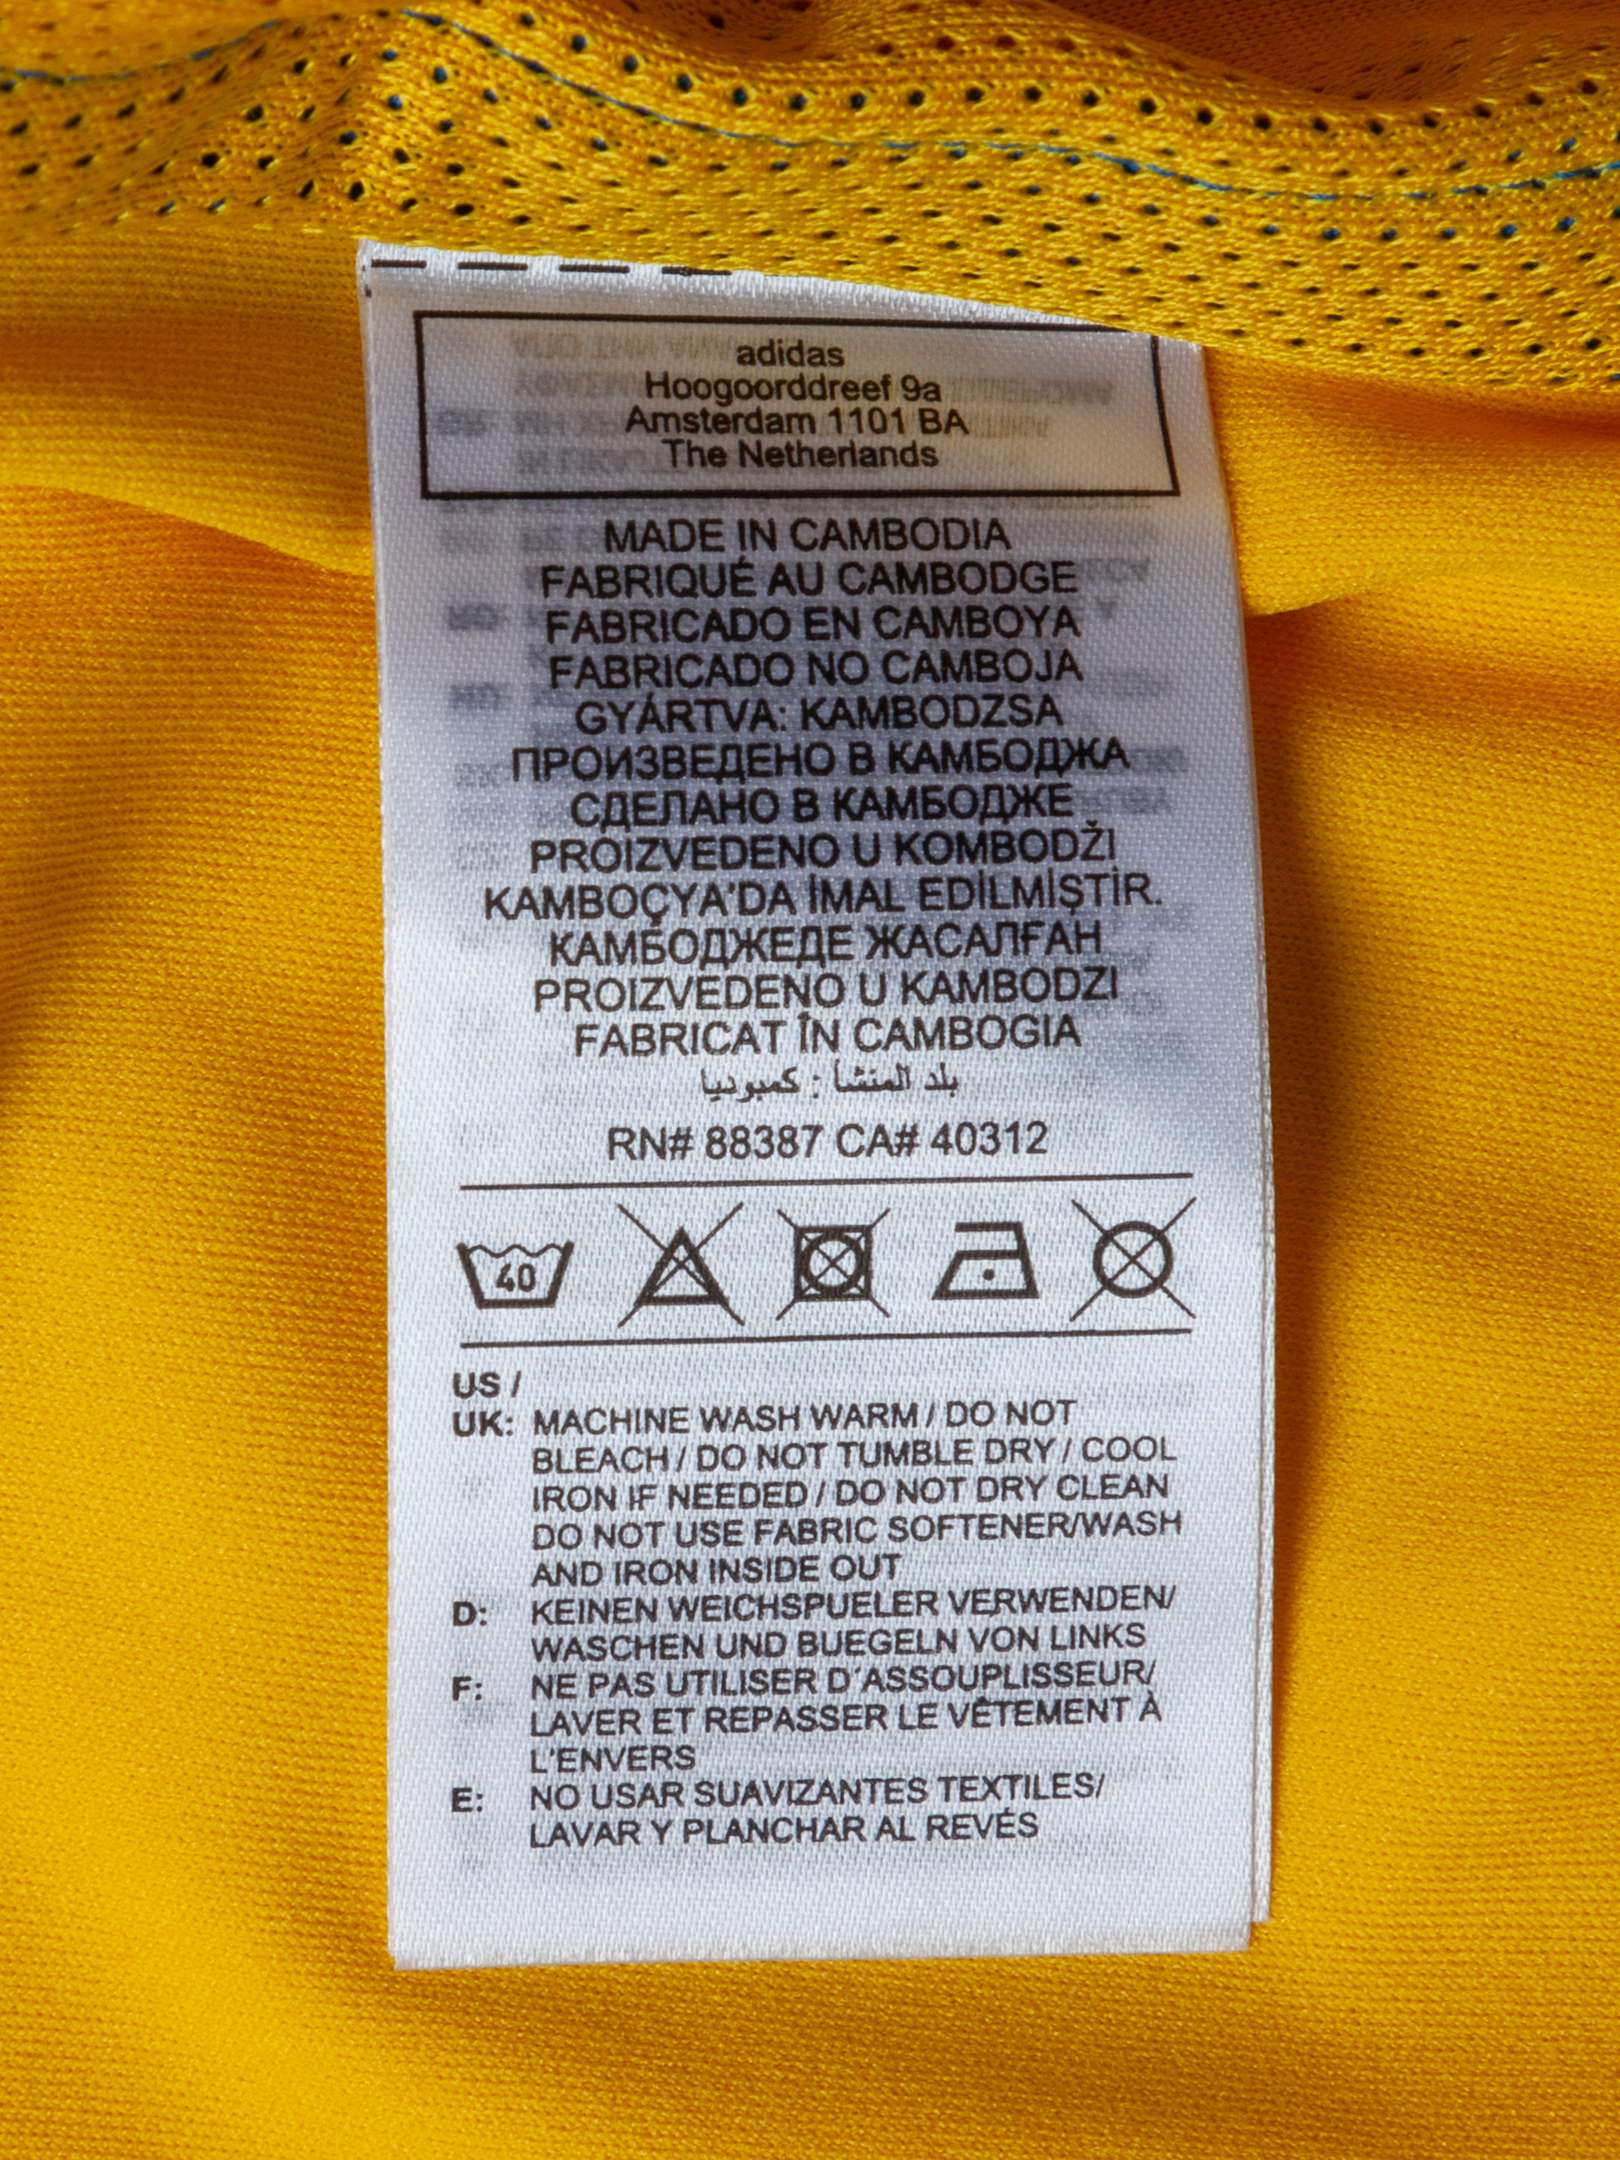 adidas
Hoogoorddreef 9a
Amsterdam 1101 BA
The Netherlands
MADE IN CAMBODIA
FABRIQUÉ AU CAMBODGE
FABRICADO EN CAMBOYA
FABRICADO NO CAMBOJA
GYÁRTVA: KAMBODZSA
ПРОИЗВЕДЕНО В КАМБОДЖА
СДЕЛАНО В КАМБОДЖЕ
PROIZVEDENO U KOMBODŽI
KAMBOÇYA'DA İMAL EDİLMİŞTİR.
КАМБОДЖЕДЕ ЖАСАЛҒАН
PROIZVEDENO U KAMBODZI
FABRICAT ÎN CAMBOGIA
بلد المنشأ : كمبوديا
RN# 88387 CA# 40312
40
US /
UK: MACHINE WASH WARM / DO NOT
BLEACH / DO NOT TUMBLE DRY / COOL
IRON IF NEEDED / DO NOT DRY CLEAN
DO NOT USE FABRIC SOFTENER/WASH
AND IRON INSIDE OUT
D: KEINEN WEICHSPUELER VERWENDEN/
WASCHEN UND BUEGELN VON LINKS
F: NE PAS UTILISER D´ASSOUPLISSEUR/
LAVER ET REPASSER LE VÊTEMENT À
L'ENVERS
E: NO USAR SUAVIZANTES TEXTILES/
LAVAR Y PLANCHAR AL REVÉS